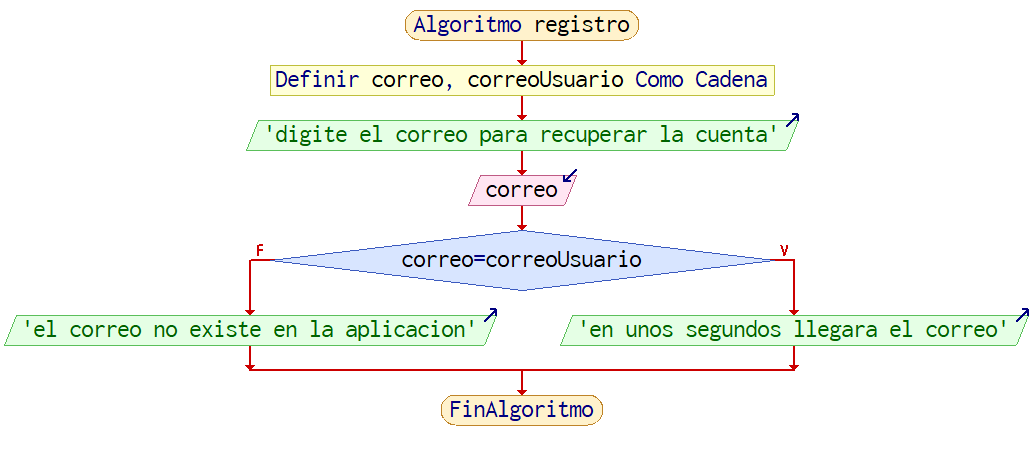 Algoritmo registro
Definir correo, correoUsuario Como Cadena
'digite el correo para recuperar la cuenta'
correo
F
V
correo=correoUsuario
'el correo no existe en la aplicacion'
'en unos segundos llegara el correo'
FinAlgoritmo